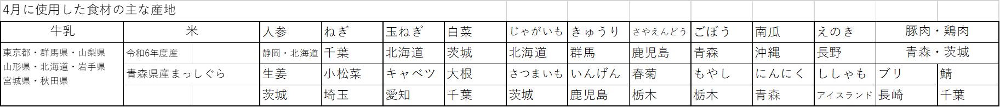 4月に使用した食材の主な産地
牛乳 米 人参 ねぎ 玉ねぎ 白菜 じゃがいも きゅうり さやえんどう ごぼう 南瓜 えのき 豚肉・鶏肉
東京都・群馬県・山梨県 令和6年度産 静岡・北海道 千葉 北海道 茨城 北海道 群馬 鹿児島 青森 沖縄 長野 青森・茨城
山形県・北海道・岩手県 青森県産まっしぐら 生姜 小松菜 キャベツ 大根 さつまいも いんげん 春菊 もやし にんにく ししゃも ブリ 鯖
宮城県・秋田県 茨城 埼玉 愛知 千葉 茨城 鹿児島 栃木 栃木 青森 アイスランド 長崎 千葉